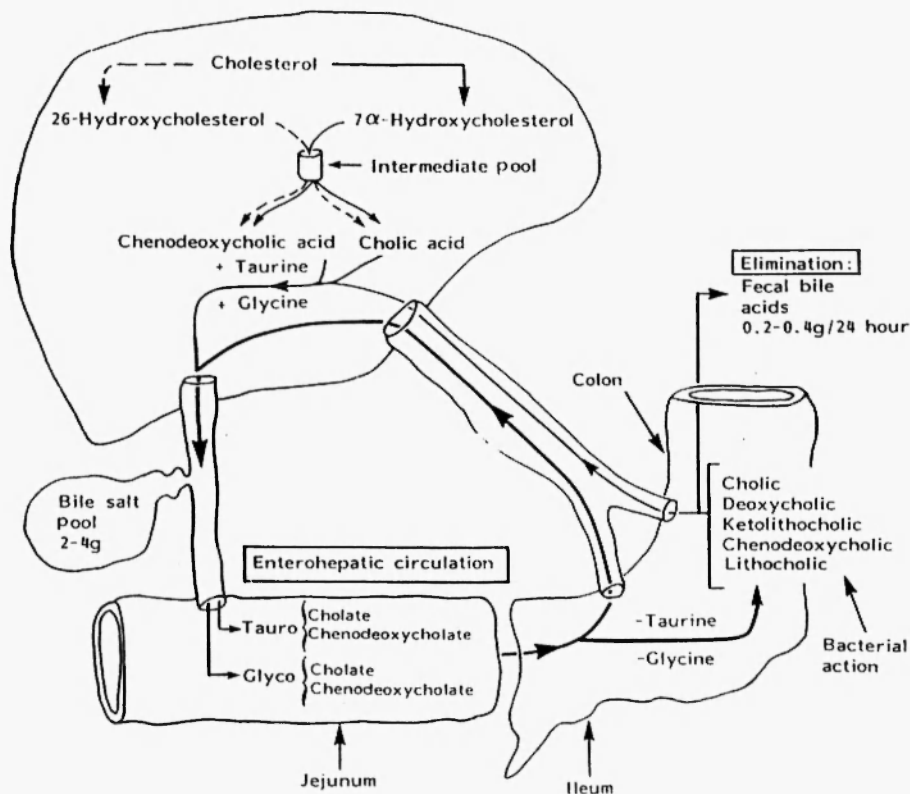 Cholesterol
26-Hydroxycholesterol
7α-Hydroxycholesterol
Intermediate pool
Chenodeoxycholic acid
Cholic acid
+ Taurine
+ Glycine
Elimination:
Fecal bile
acids
0.2-0.4g/24 hour
Colon
Bile salt
pool
2-4g
Cholic
Deoxycholic
Ketolithocholic
Chenodeoxycholic
Lithocholic
Enterohepatic circulation
Tauro
Cholate
Chenodeoxycholate
Glyco
Cholate
Chenodeoxycholate
-Taurine
-Glycine
Bacterial
action
Jejunum
Ileum